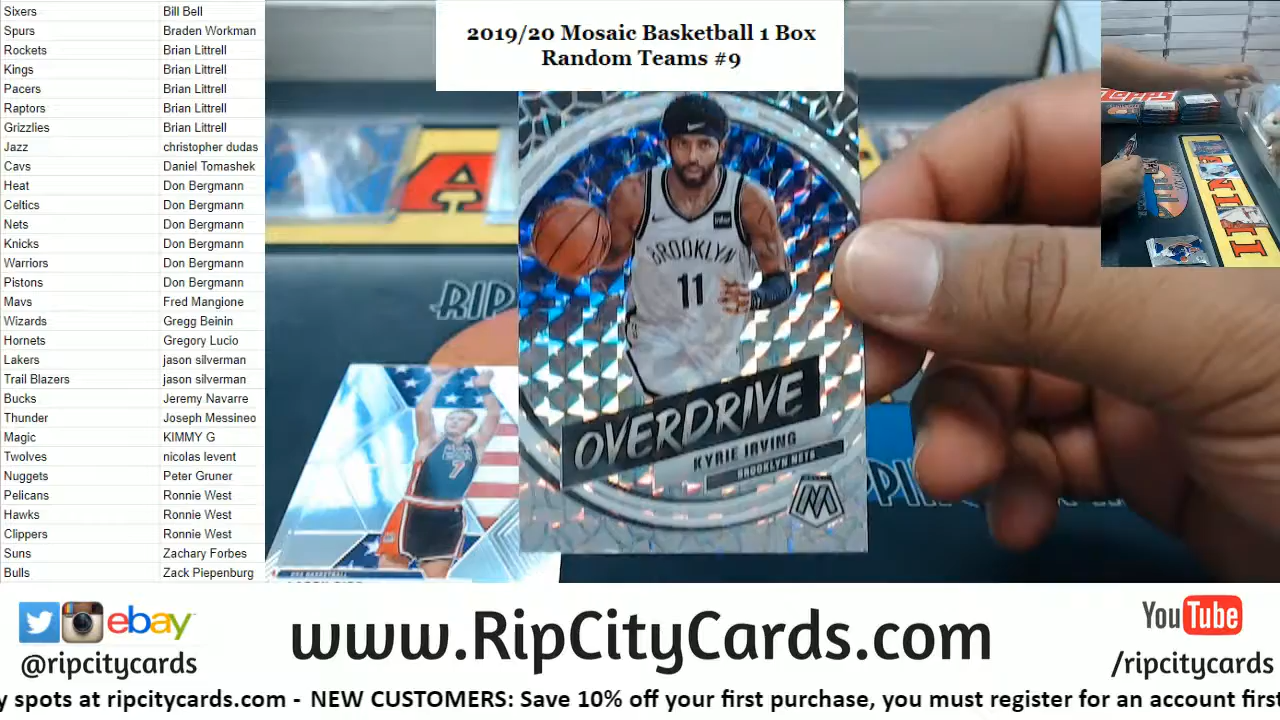 Sixers Bill Bell
Spurs Braden Workman
Rockets Brian Littrell
Kings Brian Littrell
Pacers Brian Littrell
Raptors Brian Littrell
Grizzlies Brian Littrell
Jazz christopher dudas
Cavs Daniel Tomashek
Heat Don Bergmann
Celtics Don Bergmann
Nets Don Bergmann
Knicks Don Bergmann
Warriors Don Bergmann
Pistons Don Bergmann
Mavs Fred Mangione
Wizards Gregg Beinin
Hornets Gregory Lucio
Lakers jason silverman
Trail Blazers jason silverman
Bucks Jeremy Navarre
Thunder Joseph Messineo
Magic KIMMY G
Twolves nicolas levent
Nuggets Peter Gruner
Pelicans Ronnie West
Hawks Ronnie West
Clippers Ronnie West
Suns Zachary Forbes
Bulls Zack Piepenburg
2019/20 Mosaic Basketball 1 Box
Random Teams #9
TOPPS
RIP
BROOKLYN
11
7
OVERDRIVE
KYRIE IRVING
BROOKLYN NETS
M
ebay
@ripcitycards
www.RipCityCards.com
YouTube
/ripcitycards
y spots at ripcitycards.com - NEW CUSTOMERS: Save 10% off your first purchase, you must register for an account first